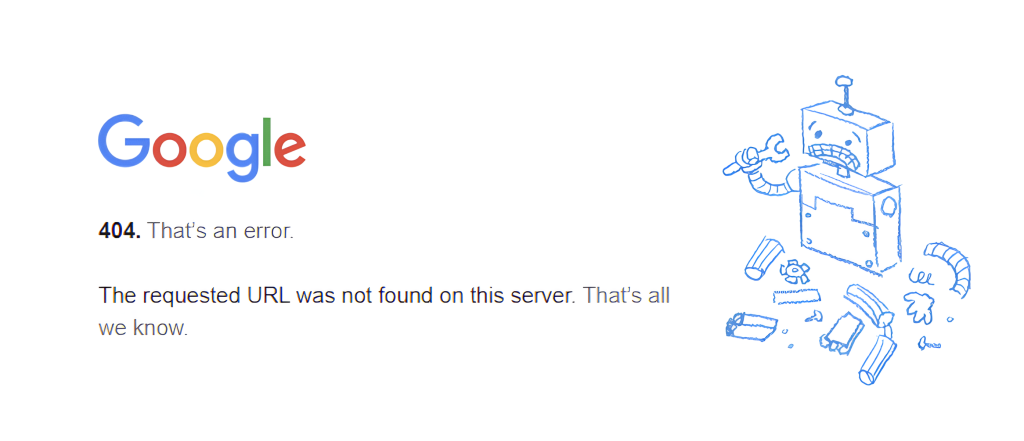 Google
404. That’s an error.
The requested URL was not found on this server. That’s all
we know.